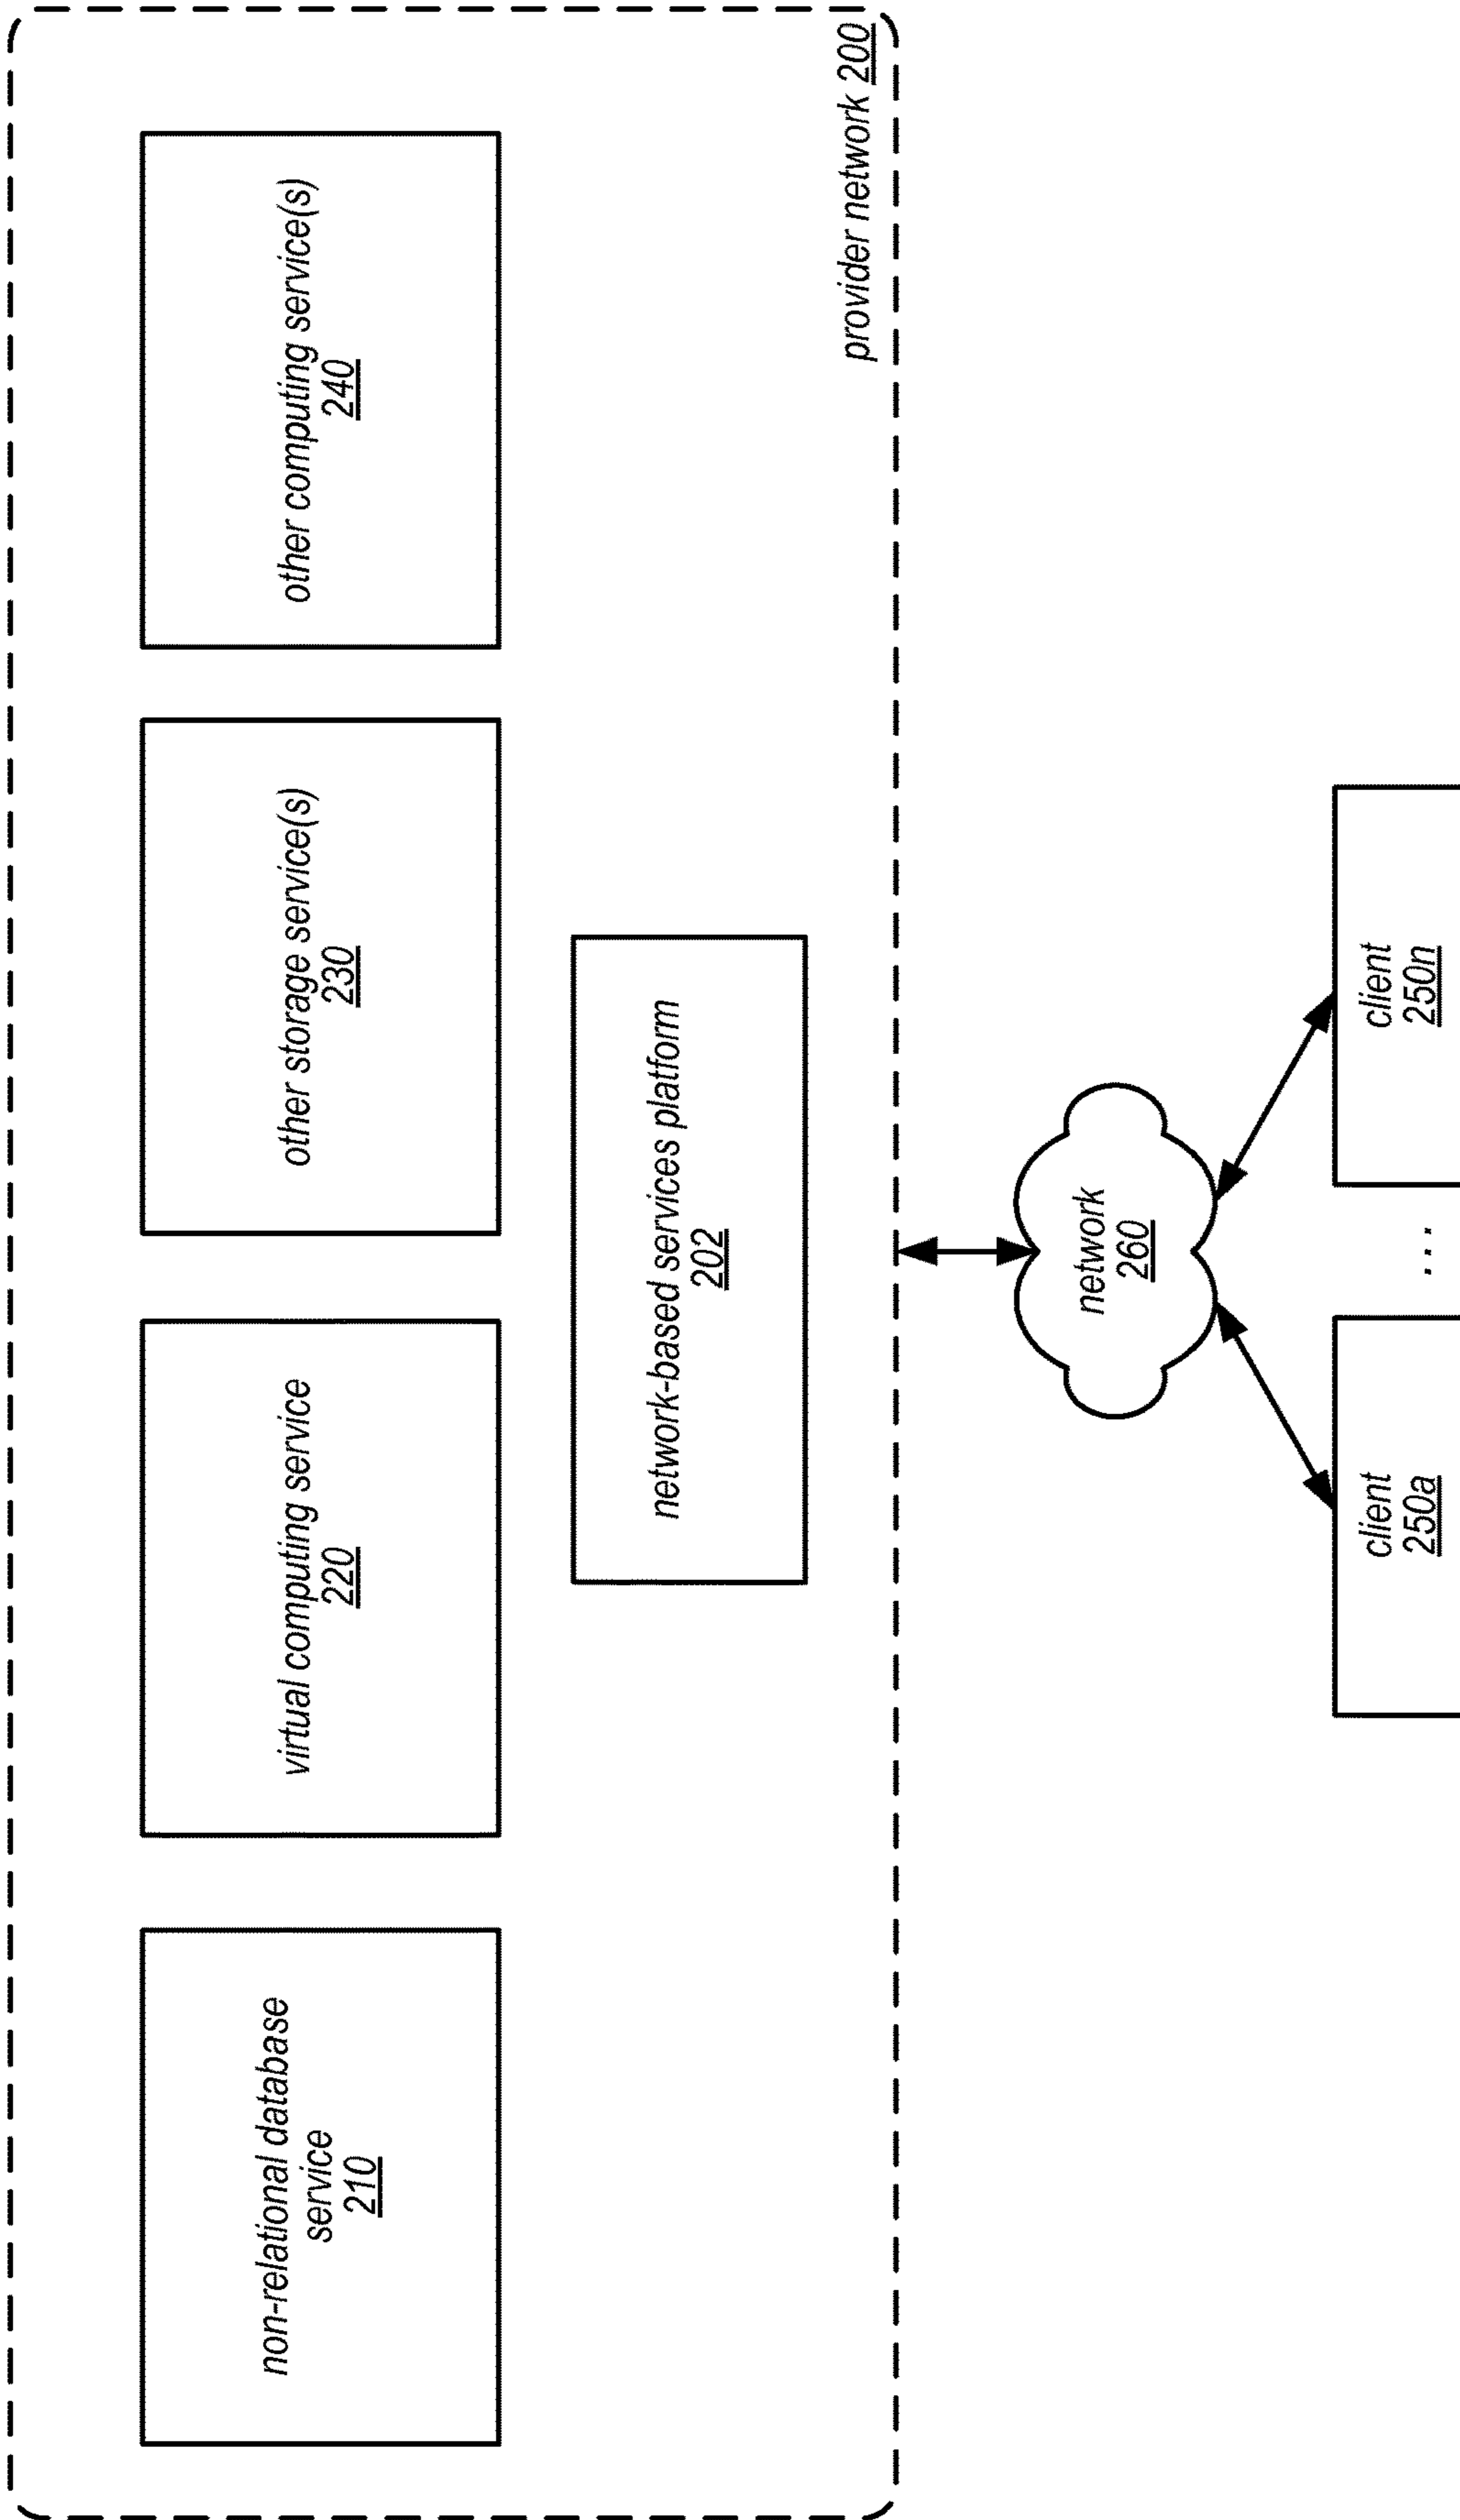 non-relational database
service
210
virtual computing service
220
other storage service(s)
230
other computing service(s)
240
network-based services platform
202
provider network 200
network
260
client
250a
...
client
250n